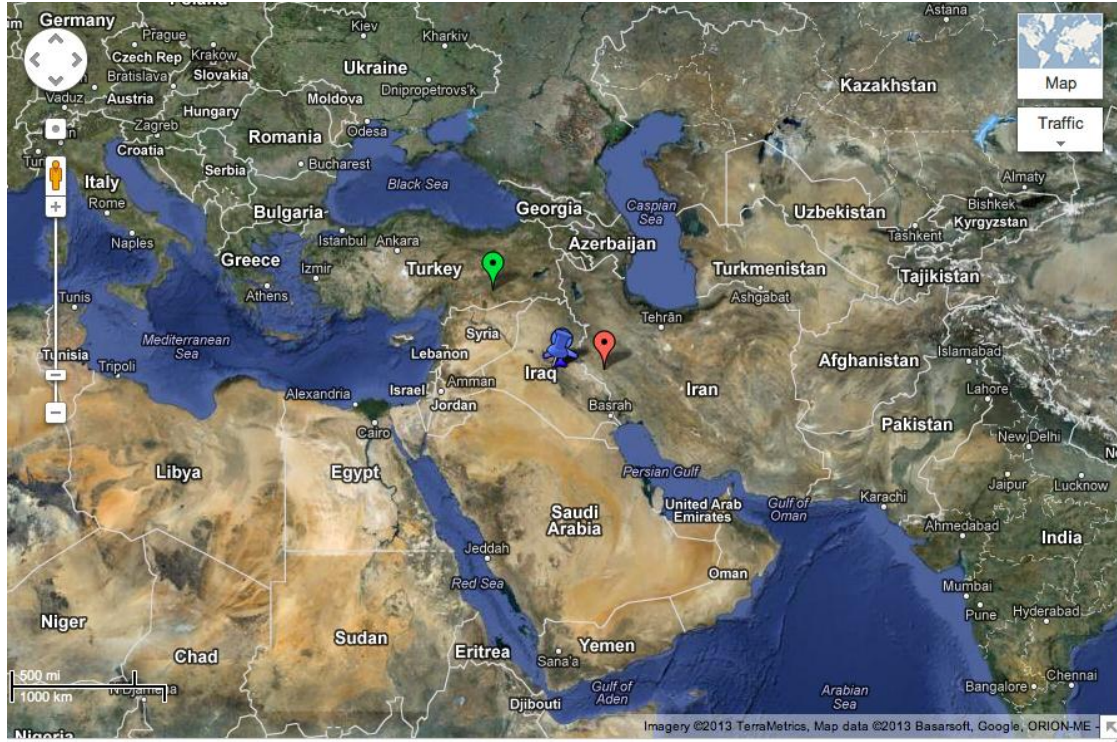 Germany
Prague
Kiev
Astana
Czech Rep
Kraków
Kharkiv
Bratislava
Slovakia
Ukraine
Vaduz
Austria
Dnipropetrovs'k
Kazakhstan
Map
Hungary
Moldova
Traffic
Zagreb
Romania
Odesa
Croatia
Serbia
Bucharest
Almaty
Italy
Black Sea
Bishkek
Rome
Bulgaria
Georgia
Caspian
Sea
Uzbekistan
Kyrgyzstan
Naples
Istanbul
Ankara
Azerbaijan
Tashkent
Greece
Izmir
Turkey
Turkmenistan
Tajikistan
Tunis
Athens
Ashgabat
Tehrān
Mediterranean
Sea
Syria
Tunisia
Tripoli
Lebanon
Afghanistan
Islamabad
Iraq
Israel
Amman
Iran
Lahore
Alexandria
Jordan
Basrah
Cairo
Pakistan
New Delhi
Libya
Egypt
Persian Gulf
Jaipur
Lucknow
United Arab
Emirates
Gulf of
Oman
Karachi
Saudi
Arabia
Ahmedabad
India
Jeddah
Red Sea
Oman
Mumbai
Pune
Hyderabad
Niger
Sudan
Eritrea
Yemen
Chad
Sana'a
500 mi
1000 km
N'Djamena
Gulf of
Aden
Arabian
Sea
Bangalore
Chennai
Djibouti
Nigeria
Imagery ©2013 TerraMetrics, Map data ©2013 Basarsoft, Google, ORION-ME -